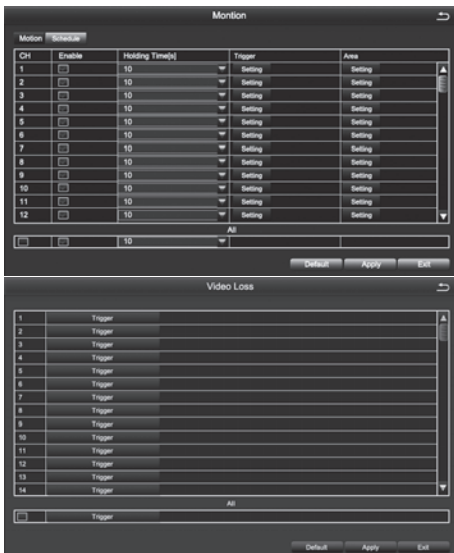 Montion
Motion Schedule
CH Enable Holding Time[s] Trigger Area
1 10 Setting Setting
2 10 Setting Setting
3 10 Setting Setting
4 10 Setting Setting
5 10 Setting Setting
6 10 Setting Setting
7 10 Setting Setting
8 10 Setting Setting
9 10 Setting Setting
10 10 Setting Setting
11 10 Setting Setting
12 10 Setting Setting
All
10
Default Apply Exit
Video Loss
1 Trigger
2 Trigger
3 Trigger
4 Trigger
5 Trigger
6 Trigger
7 Trigger
8 Trigger
9 Trigger
10 Trigger
11 Trigger
12 Trigger
13 Trigger
14 Trigger
All
Trigger
Default Apply Exit